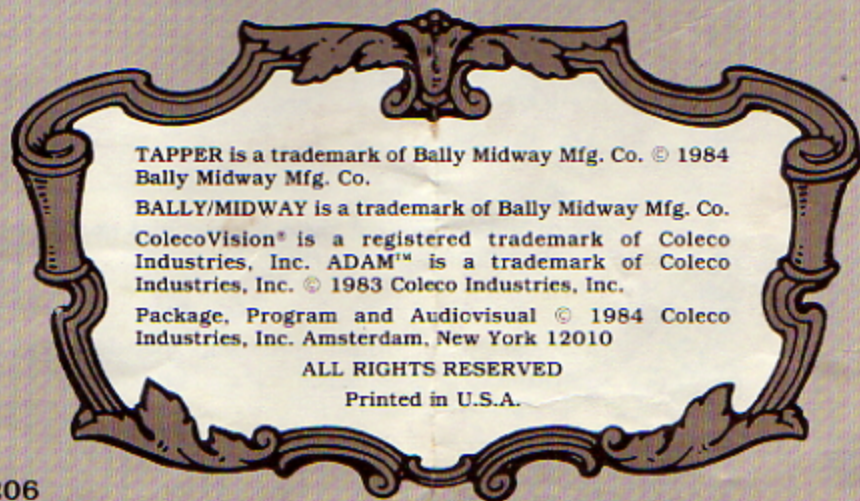 TAPPER is a trademark of Bally Midway Mfg. Co. © 1984
Bally Midway Mfg. Co.
BALLY/MIDWAY is a trademark of Bally Midway Mfg. Co.
ColecoVision® is a registered trademark of Coleco
Industries, Inc. ADAM™ is a trademark of Coleco
Industries, Inc. © 1983 Coleco Industries, Inc.
Package, Program and Audiovisual © 1984 Coleco
Industries, Inc. Amsterdam, New York 12010
ALL RIGHTS RESERVED
Printed in U.S.A.
206